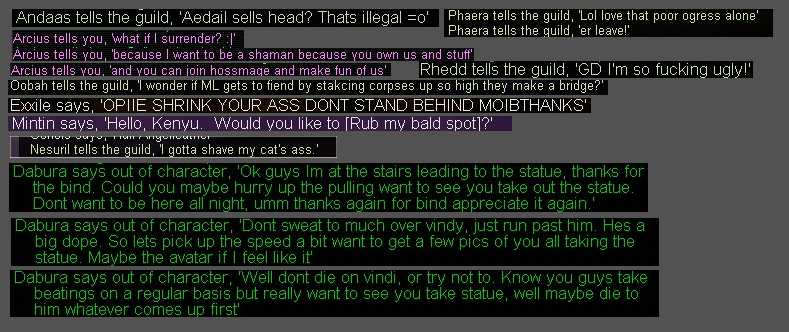 Andaas tells the guild, 'Aedail sells head? Thats illegal =o'
Phaera tells the guild, 'Lol love that poor ogress alone'
Phaera tells the guild, 'er leave!'
Arcius tells you, 'what if I surrender? :|'
Arcius tells you, 'because I want to be a shaman because you own us and stuff'
Arcius tells you, 'and you can join hossmage and make fun of us'
Rhedd tells the guild, 'GD I'm so fucking ugly!'
Oobah tells the guild, 'I wonder if ML gets to fiend by stakcing corpses up so high they make a bridge?'
Exxile says, 'OPIIE SHRINK YOUR ASS DONT STAND BEHIND MOIBTHANKS'
Mintin says, 'Hello, Kenyu.  Would you like to [Rub my bald spot]?'
Nesuril tells the guild, 'I gotta shave my cat's ass.'
Dabura says out of character, 'Ok guys Im at the stairs leading to the statue, thanks for
the bind. Could you maybe hurry up the pulling want to see you take out the statue.
Dont want to be here all night, umm thanks again for bind appreciate it again.'
Dabura says out of character, 'Dont sweat to much over vindy, just run past him. Hes a
big dope. So lets pick up the speed a bit want to get a few pics of you all taking the
statue. Maybe the avatar if I feel like it'
Dabura says out of character, 'Well dont die on vindi, or try not to. Know you guys take
beatings on a regular basis but really want to see you take statue, well maybe die to
him whatever comes up first'